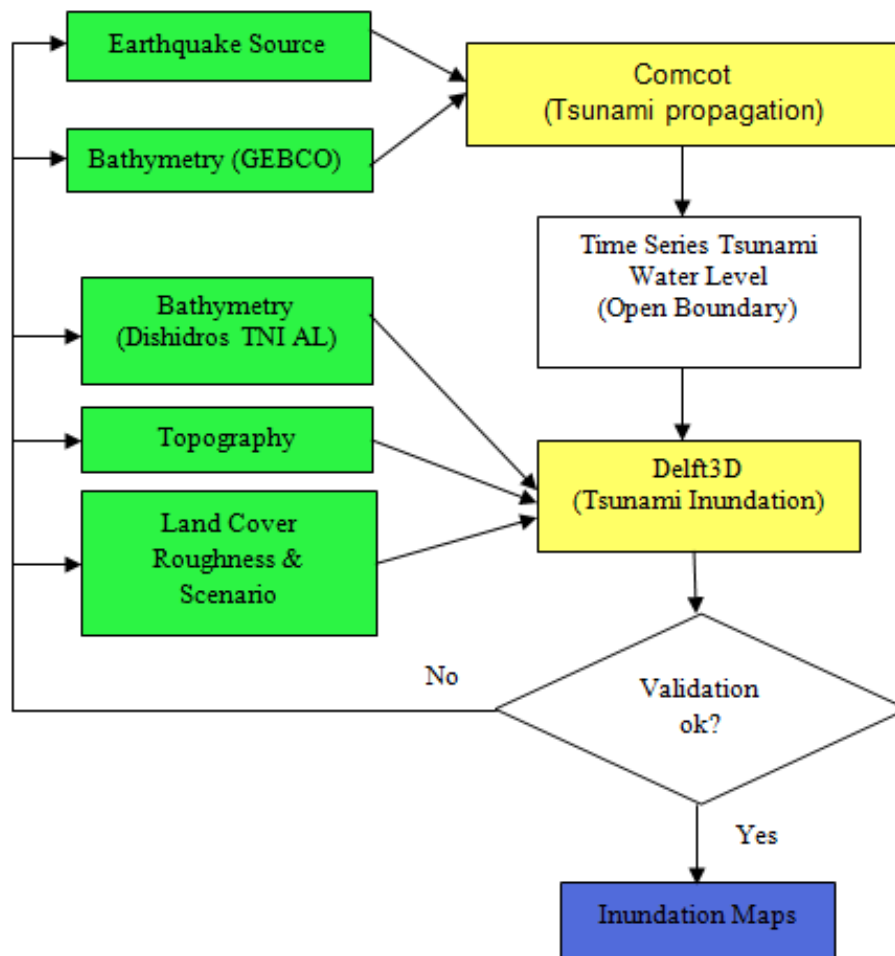 Earthquake Source
Comcot
(Tsunami propagation)
Bathymetry (GEBCO)
Time Series Tsunami
Water Level
(Open Boundary)
Bathymetry
(Dishidros TNI AL)
Topography
Delft3D
(Tsunami Inundation)
Land Cover
Roughness &
Scenario
No
Validation
ok?
Yes
Inundation Maps